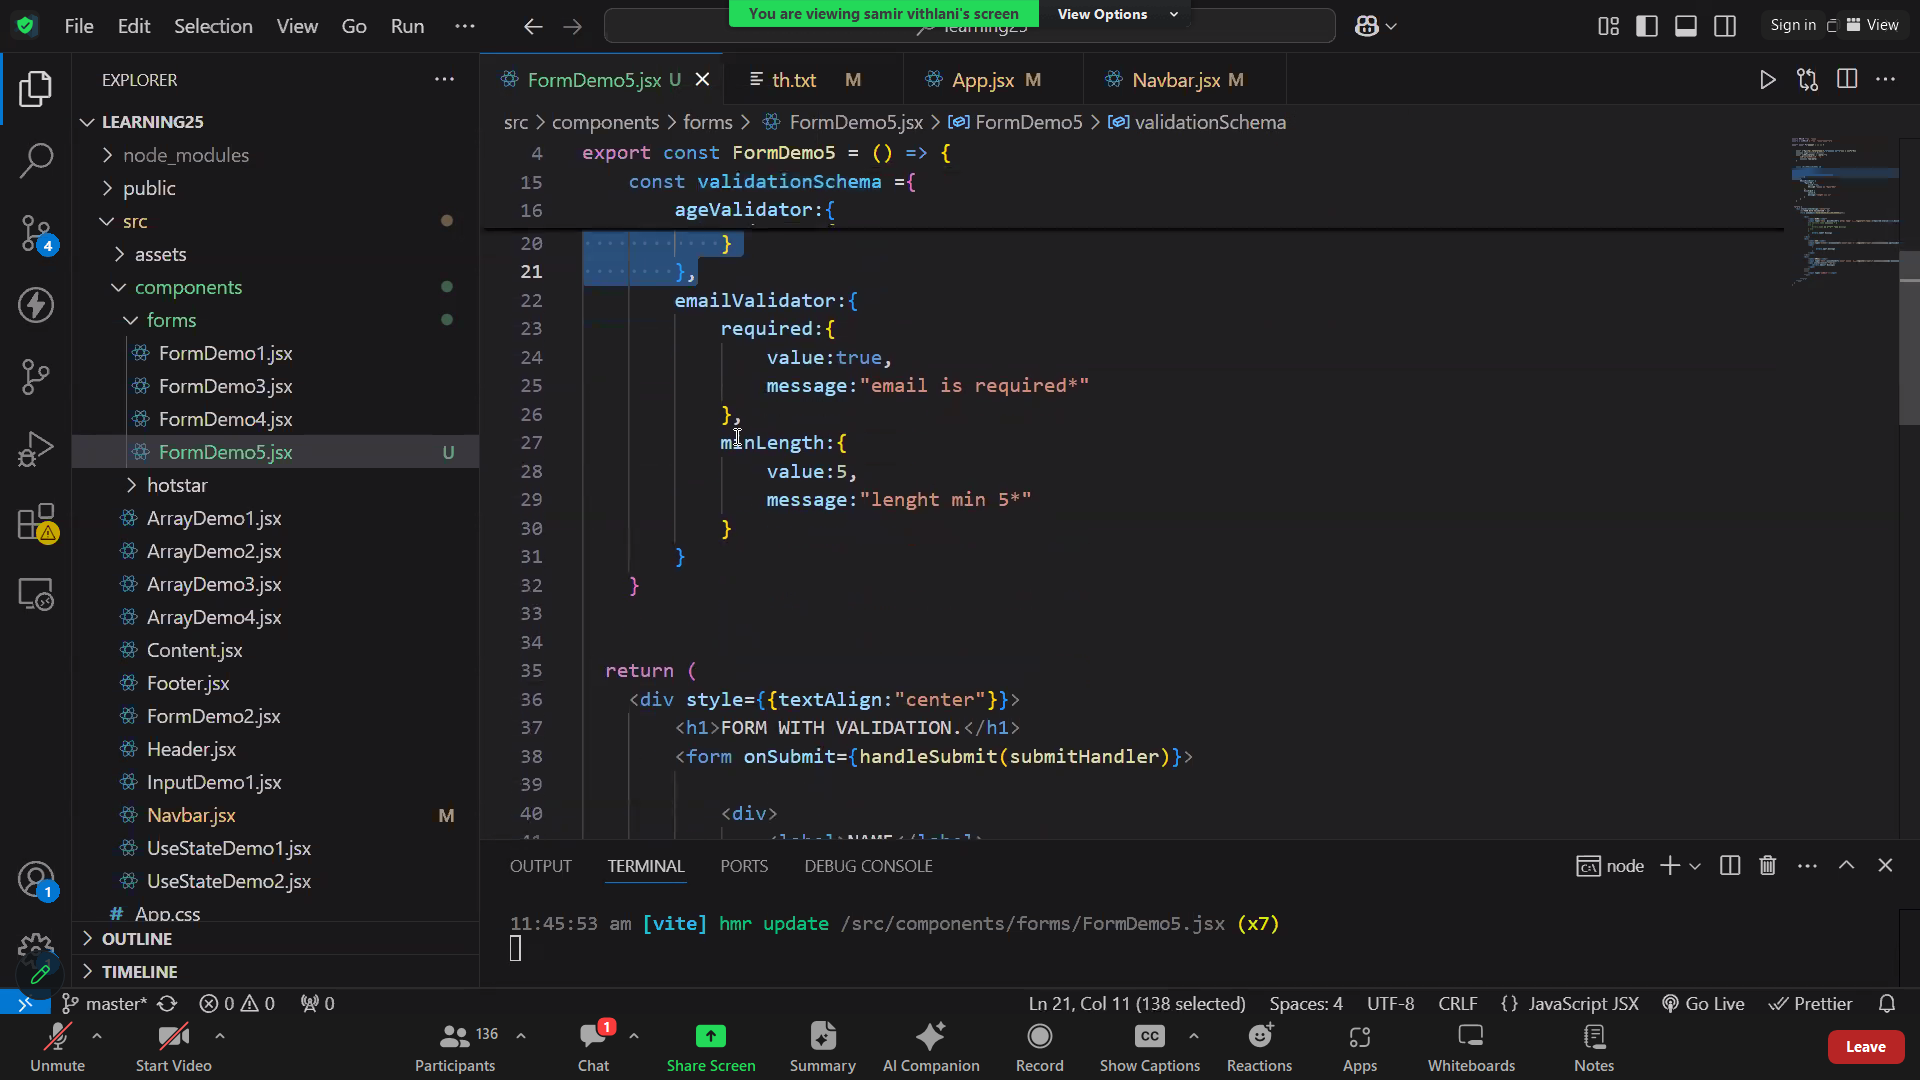 You are viewing samir vithlani's screen
View Options
File Edit Selection View Go Run
learning25
Sign in
View
EXPLORER
FormDemo5.jsx U
th.txt M
App.jsx M
Navbar.jsx M
LEARNING25
node_modules
public
src
assets
components
forms
FormDemo1.jsx
FormDemo3.jsx
FormDemo4.jsx
FormDemo5.jsx U
hotstar
ArrayDemo1.jsx
ArrayDemo2.jsx
ArrayDemo3.jsx
ArrayDemo4.jsx
Content.jsx
Footer.jsx
FormDemo2.jsx
Header.jsx
InputDemo1.jsx
Navbar.jsx M
UseStateDemo1.jsx
UseStateDemo2.jsx
# App.css
OUTLINE
TIMELINE
4
1
src > components > forms > FormDemo5.jsx > FormDemo5 > validationSchema
4 export const FormDemo5 = () => {
15 const validationSchema ={
16 ageValidator:{
20 }
21 },
22 emailValidator:{
23 required:{
24 value:true,
25 message:"email is required*"
26 },
27 minLength:{
28 value:5,
29 message:"lenght min 5*"
30 }
31 }
32 }
33
34
35 return (
36 <div style={{textAlign:"center"}}>
37 <h1>FORM WITH VALIDATION.</h1>
38 <form onSubmit={handleSubmit(submitHandler)}>
39
40 <div>
41 <label>NAME</label>
OUTPUT TERMINAL PORTS DEBUG CONSOLE
node
11:45:53 am [vite] hmr update /src/components/forms/FormDemo5.jsx (x7)
master* 0 0 0
Ln 21, Col 11 (138 selected) Spaces: 4 UTF-8 CRLF {} JavaScript JSX Go Live Prettier
136
1
CC
Unmute Start Video Participants Chat Share Screen Summary AI Companion Record Show Captions Reactions Apps Whiteboards Notes
Leave